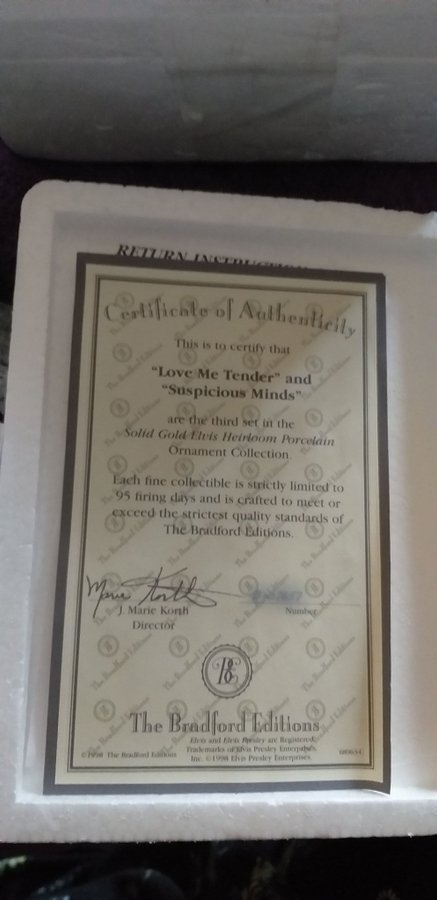 RETURN INSTRUCTIONS
Certificate of Authenticity
This is to certify that
"Love Me Tender" and
"Suspicious Minds"
are the third set in the
Solid Gold Elvis Heirloom Porcelain
Ornament Collection.
Each fine collectible is strictly limited to
95 firing days and is crafted to meet or
exceed the strictest quality standards of
The Bradford Editions.
Marie Korth
J. Marie Korth
Director
Number
BE
The Bradford Editions
Elvis and Elvis Presley are Registered
Trademarks of Elvis Presley Enterprises,
Inc. ©1998 Elvis Presley Enterprises.
©1998 The Bradford Editions